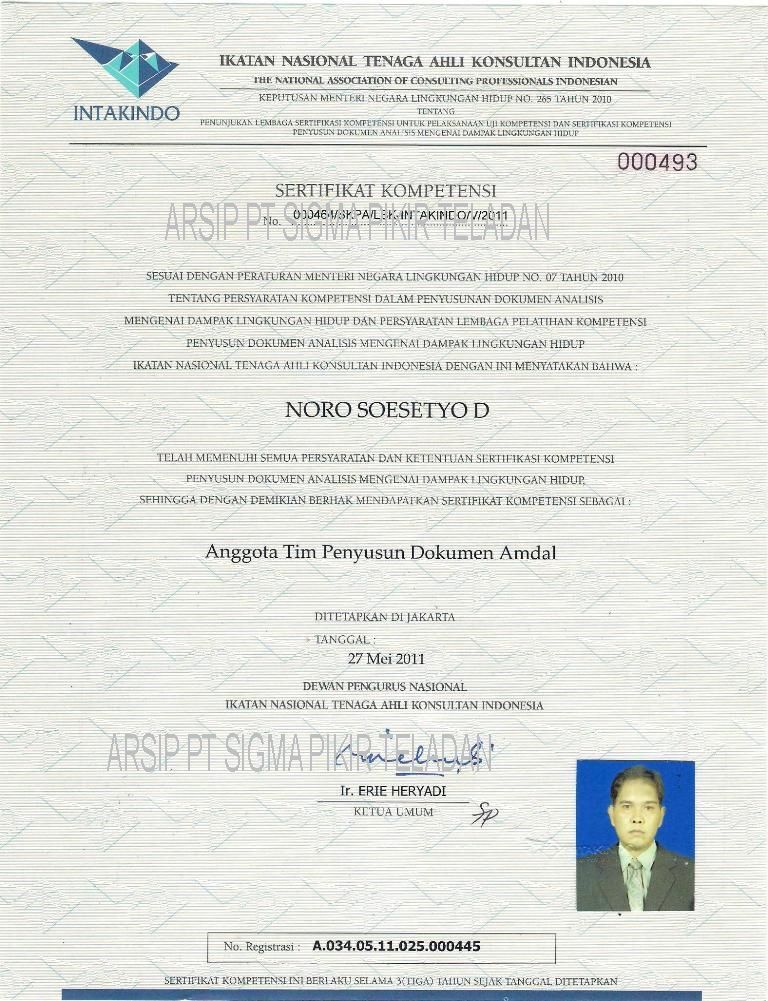 INTAKINDO
IKATAN NASIONAL TENAGA AHLI KONSULTAN INDONESIA
THE NATIONAL ASSOCIATION OF CONSULTING PROFESSIONALS INDONESIAN
KEPUTUSAN MENTERI NEGARA LINGKUNGAN HIDUP NO. 265 TAHUN 2010
TENTANG
PENUNJUKAN LEMBAGA SERTIFIKASI KOMPETENSI UNTUK PELAKSANAAN UJI KOMPETENSI DAN SERTIFIKASI KOMPETENSI
PENYUSUN DOKUMEN ANALISIS MENGENAI DAMPAK LINGKUNGAN HIDUP
000493
SERTIFIKAT KOMPETENSI
ARSIP PT SIGMA PIKIR TELADAN
No. 000464/SKPA/LSK-INTAKINDO/V/2011
SESUAI DENGAN PERATURAN MENTERI NEGARA LINGKUNGAN HIDUP NO. 07 TAHUN 2010
TENTANG PERSYARATAN KOMPETENSI DALAM PENYUSUNAN DOKUMEN ANALISIS
MENGENAI DAMPAK LINGKUNGAN HIDUP DAN PERSYARATAN LEMBAGA PELATIHAN KOMPETENSI
PENYUSUN DOKUMEN ANALISIS MENGENAI DAMPAK LINGKUNGAN HIDUP
IKATAN NASIONAL TENAGA AHLI KONSULTAN INDONESIA DENGAN INI MENYATAKAN BAHWA :
NORO SOESETYO D
TELAH MEMENUHI SEMUA PERSYARATAN DAN KETENTUAN SERTIFIKASI KOMPETENSI
PENYUSUN DOKUMEN ANALISIS MENGENAI DAMPAK LINGKUNGAN HIDUP,
SEHINGGA DENGAN DEMIKIAN BERHAK MENDAPATKAN SERTIFIKAT KOMPETENSI SEBAGAI :
Anggota Tim Penyusun Dokumen Amdal
DITETAPKAN DI JAKARTA
TANGGAL :
27 Mei 2011
DEWAN PENGURUS NASIONAL
IKATAN NASIONAL TENAGA AHLI KONSULTAN INDONESIA
ARSIP PT SIGMA PIKIR TELADAN
Ir. ERIE HERYADI
KETUA UMUM
No. Registrasi : A.034.05.11.025.000445
SERTIFIKAT KOMPETENSI INI BERLAKU SELAMA 3(TIGA) TAHUN SEJAK TANGGAL DITETAPKAN